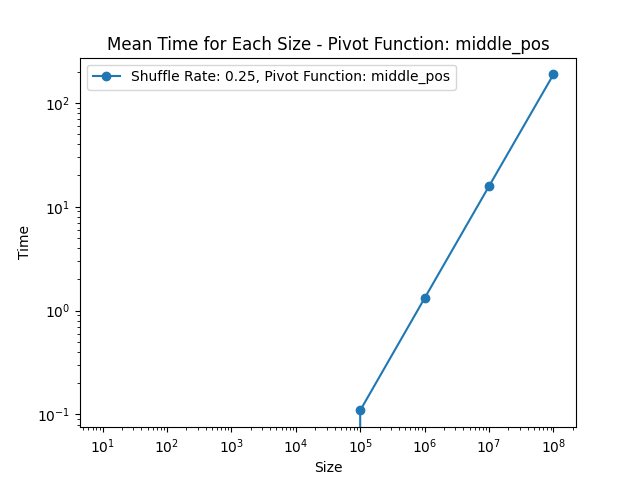 Mean Time for Each Size - Pivot Function: middle_pos
Shuffle Rate: 0.25, Pivot Function: middle_pos
10²
10¹
10⁰
10⁻¹
Time
10¹ 10² 10³ 10⁴ 10⁵ 10⁶ 10⁷ 10⁸
Size